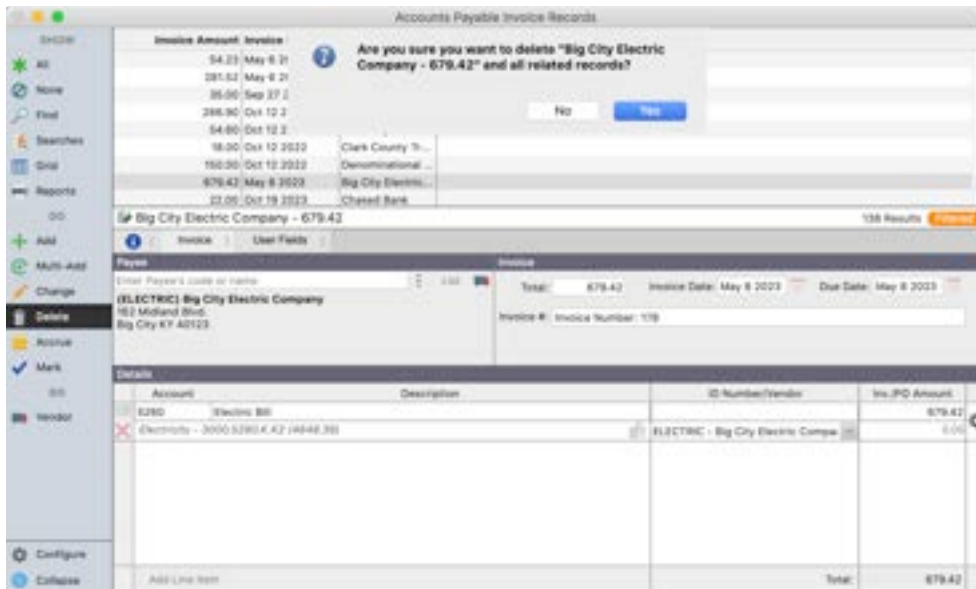 Accounts Payable Invoice Records
SHOW
All
None
Find
Searches
Grid
Reports
GO
Add
Multi-Add
Change
Delete
Accrue
Mark
GO
Vendor
Configure
Collapse
Are you sure you want to delete "Big City Electric
Company - 679.42" and all related records?
No
Yes
Invoice Amount Invoice
54.23 May 6 2
281.52 May 6 2
35.00 Sep 27 2
266.90 Oct 12 2
54.60 Oct 12 2
18.00 Oct 12 2022 Clark County Tr...
150.00 Oct 12 2022 Denominational ...
679.42 May 8 2023 Big City Electric...
22.00 Oct 19 2023 Chased Bank
Big City Electric Company - 679.42
138 Results Filtered
Invoice User Fields
Payee
Enter Payee's code or name
(ELECTRIC) Big City Electric Company
162 Midland Blvd.
Big City KY 40123
Invoice
Total: 679.42 Invoice Date: May 8 2023 Due Date: May 8 2023
Invoice #: Invoice Number: 178
Details
Account Description ID Number/Vendor Inv./PO Amount
5280 Electric Bill 679.42
Electricity - ELECTRIC - Big City Electric Compa 0.00
Add Line Item Total: 679.42